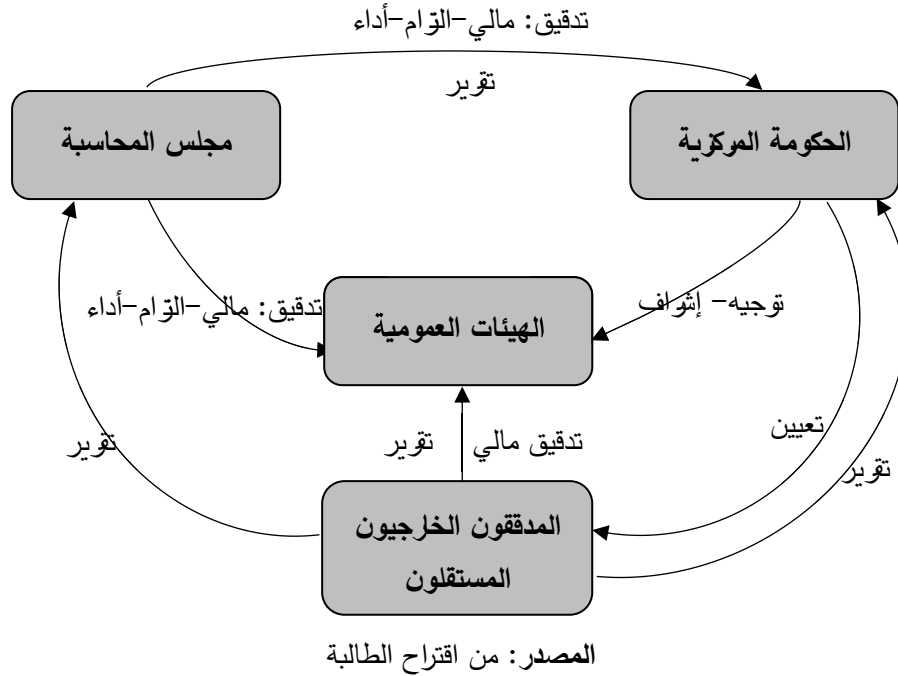 تدقيق: مالي-التزام-أداء
تقرير
الحكومة المركزية
مجلس المحاسبة
توجيه- إشراف
تدقيق: مالي-التزام-أداء
الهيئات العمومية
تعيين
تقرير
تدقيق مالي
تقرير
تقرير
المدققون الخارجيون
المستقلون
المصدر: من اقتراح الطالبة